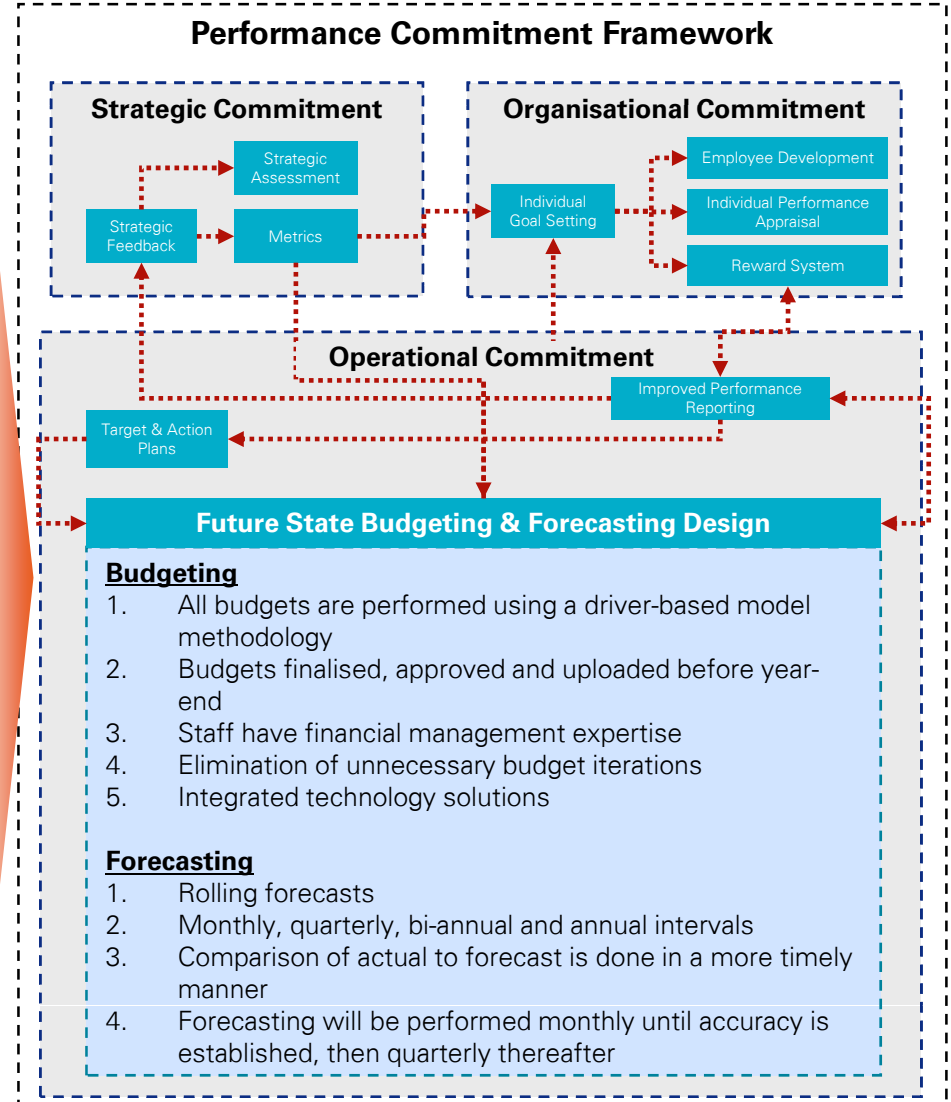 Performance Commitment Framework
Strategic Commitment
Strategic
Assessment
Strategic
Feedback
Metrics
Organisational Commitment
Individual
Goal Setting
Employee Development
Individual Performance
Appraisal
Reward System
Operational Commitment
Improved Performance
Reporting
Target & Action
Plans
Future State Budgeting & Forecasting Design
Budgeting
1. All budgets are performed using a driver-based model
methodology
2. Budgets finalised, approved and uploaded before year-
end
3. Staff have financial management expertise
4. Elimination of unnecessary budget iterations
5. Integrated technology solutions
Forecasting
1. Rolling forecasts
2. Monthly, quarterly, bi-annual and annual intervals
3. Comparison of actual to forecast is done in a more timely
manner
4. Forecasting will be performed monthly until accuracy is
established, then quarterly thereafter